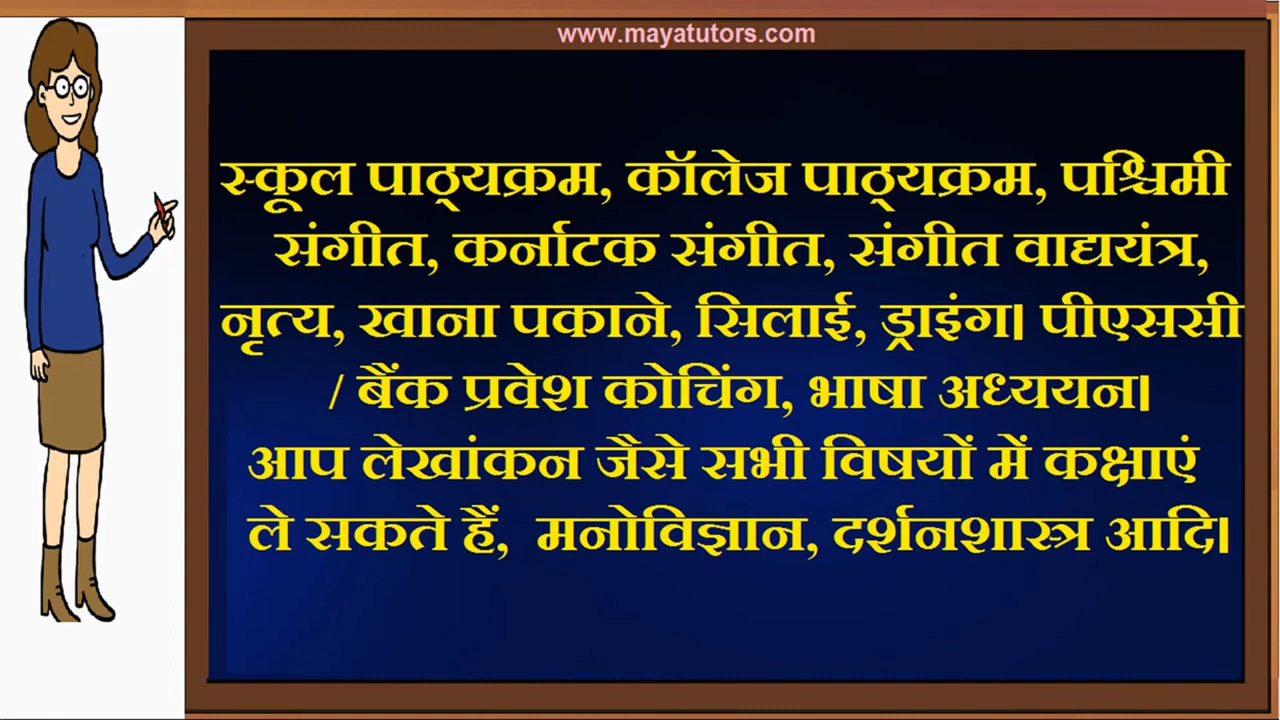 www.mayatutors.com
स्कूल पाठ्यक्रम, कॉलेज पाठ्यक्रम, पश्चिमी
संगीत, कर्नाटक संगीत, संगीत वाद्ययंत्र,
नृत्य, खाना पकाने, सिलाई, ड्राइंग। पीएससी
/ बैंक प्रवेश कोचिंग, भाषा अध्ययन।
आप लेखांकन जैसे सभी विषयों में कक्षाएं
ले सकते हैं, मनोविज्ञान, दर्शनशास्त्र आदि।